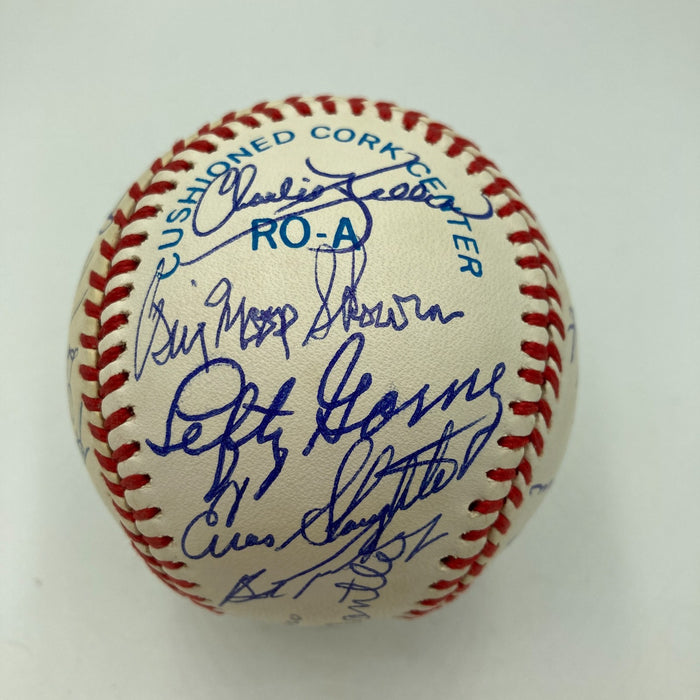 CUSHIONED CORK CENTER
Charlie Keller
RO-A
Bill Moose Skowron
Lefty Gomez
Enos Slaughter